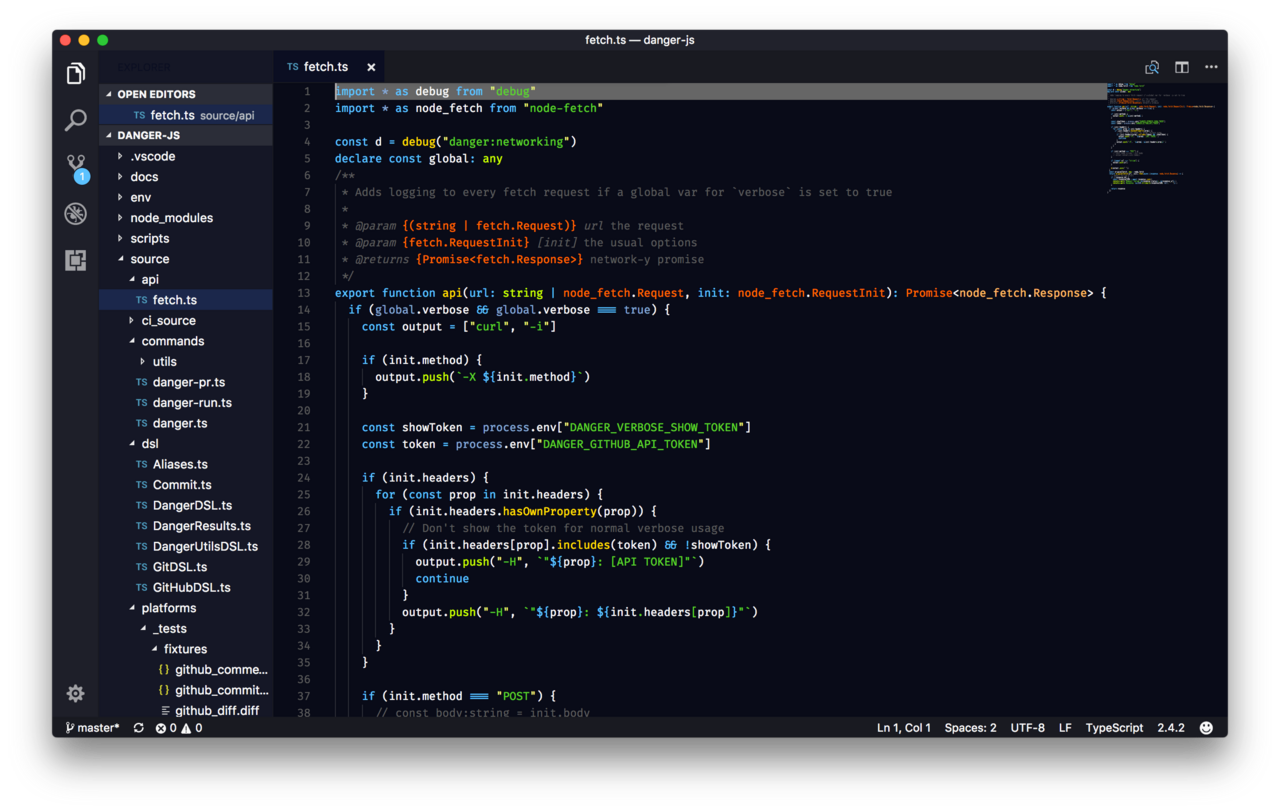 fetch.ts — danger-js
EXPLORER
OPEN EDITORS
TS fetch.ts source/api
DANGER-JS
.vscode
docs
env
node_modules
scripts
source
api
TS fetch.ts
ci_source
commands
utils
TS danger-pr.ts
TS danger-run.ts
TS danger.ts
dsl
TS Aliases.ts
TS Commit.ts
TS DangerDSL.ts
TS DangerResults.ts
TS DangerUtilsDSL.ts
TS GitDSL.ts
TS GitHubDSL.ts
platforms
_tests
fixtures
{} github_comme...
{} github_commit...
github_diff.diff
1
TS fetch.ts ×
1 import * as debug from "debug"
2 import * as node_fetch from "node-fetch"
3
4 const d = debug("danger:networking")
5 declare const global: any
6 /**
7 * Adds logging to every fetch request if a global var for `verbose` is set to true
8 *
9 * @param {(string | fetch.Request)} url the request
10 * @param {fetch.RequestInit} [init] the usual options
11 * @returns {Promise<fetch.Response>} network-y promise
12 */
13 export function api(url: string | node_fetch.Request, init: node_fetch.RequestInit): Promise<node_fetch.Response> {
14 if (global.verbose && global.verbose === true) {
15 const output = ["curl", "-i"]
16
17 if (init.method) {
18 output.push(`-X ${init.method}`)
19 }
20
21 const showToken = process.env["DANGER_VERBOSE_SHOW_TOKEN"]
22 const token = process.env["DANGER_GITHUB_API_TOKEN"]
23
24 if (init.headers) {
25 for (const prop in init.headers) {
26 if (init.headers.hasOwnProperty(prop)) {
27 // Don't show the token for normal verbose usage
28 if (init.headers[prop].includes(token) && !showToken) {
29 output.push("-H", `"${prop}: [API TOKEN]"`)
30 continue
31 }
32 output.push("-H", `"${prop}: ${init.headers[prop]}"`)
33 }
34 }
35 }
36
37 if (init.method === "POST") {
38 // const body:string = init.body
master* 0 0 Ln 1, Col 1 Spaces: 2 UTF-8 LF TypeScript 2.4.2